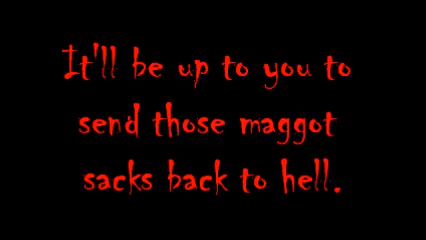 It'll be up to you to
send those maggot
sacks back to hell.